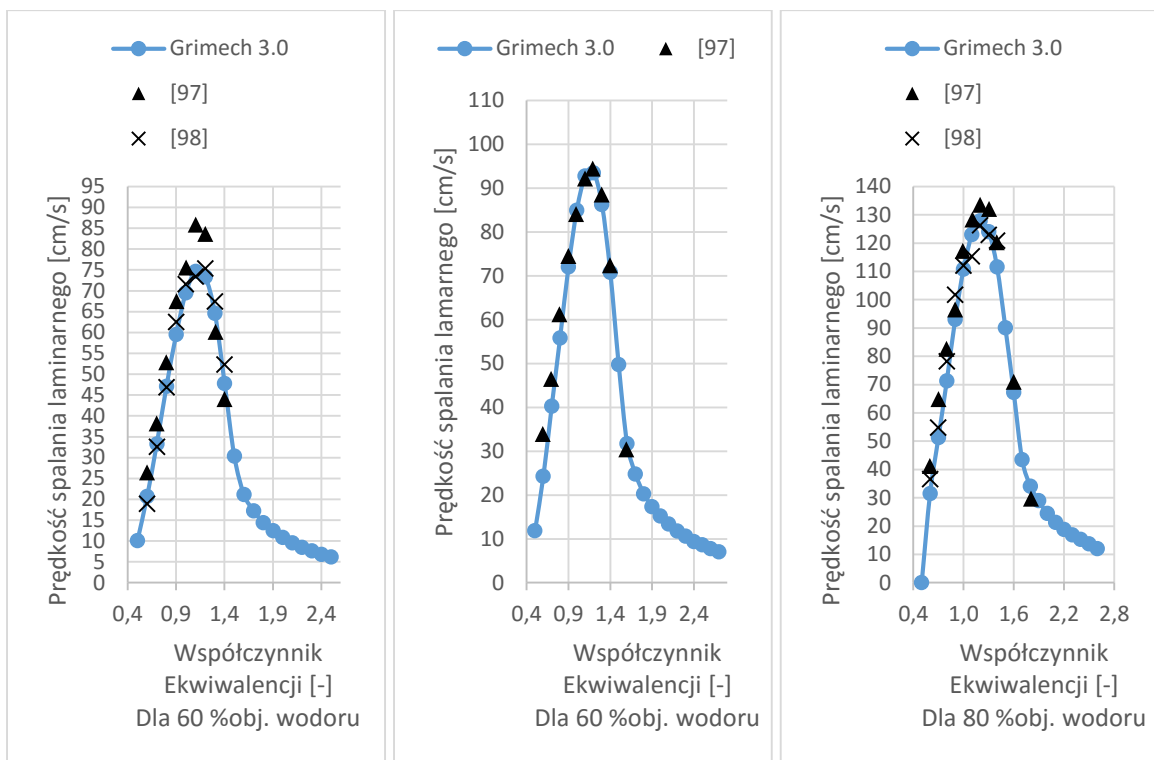 Grimech 3.0
[97]
[98]
Prędkość spalania laminarnego [cm/s]
95
90
85
80
75
70
65
60
55
50
45
40
35
30
25
20
15
10
5
0
0,4 0,9 1,4 1,9 2,4
Współczynnik
Ekwiwalencji [-]
Dla 60 %obj. wodoru
Grimech 3.0 [97]
Prędkość spalania lamarnego [cm/s]
110
100
90
80
70
60
50
40
30
20
10
0
0,4 0,9 1,4 1,9 2,4
Współczynnik
Ekwiwalencji [-]
Dla 60 %obj. wodoru
Grimech 3.0
[97]
[98]
Prędkość spalania laminarnego [cm/s]
140
130
120
110
100
90
80
70
60
50
40
30
20
10
0
0,4 1,0 1,6 2,2 2,8
Współczynnik
Ekwiwalencji [-]
Dla 80 %obj. wodoru